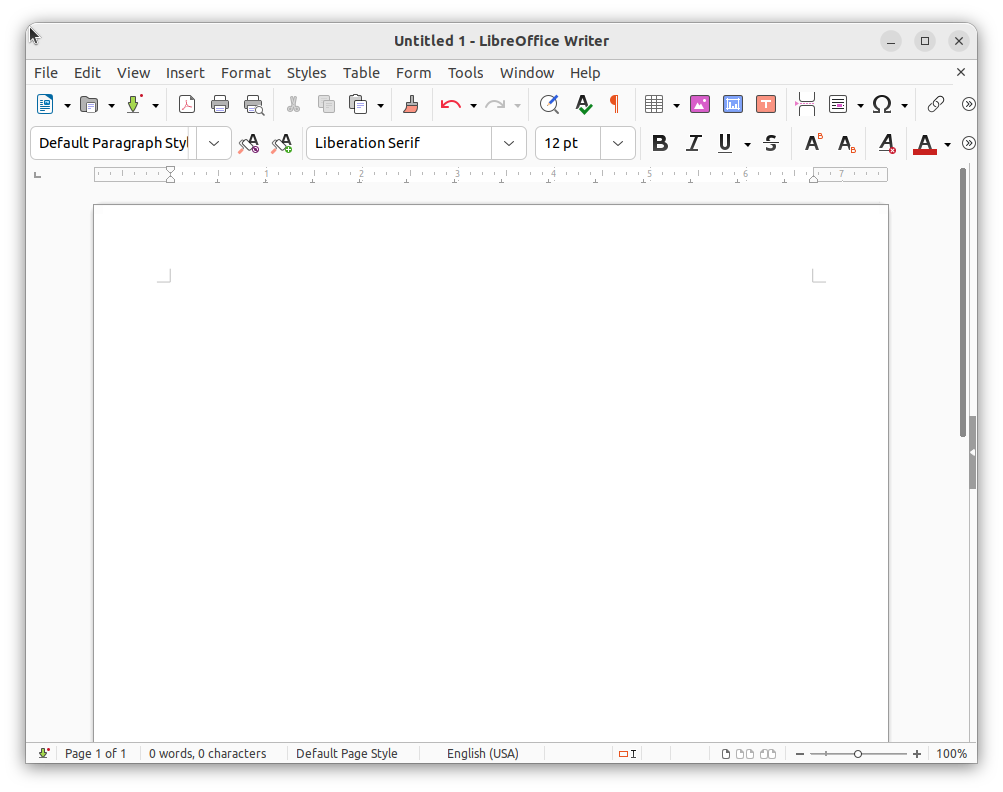 Untitled 1 - LibreOffice Writer
File Edit View Insert Format Styles Table Form Tools Window Help
Default Paragraph Styl Liberation Serif 12 pt
1 2 3 4 5 6 7
Page 1 of 1 0 words, 0 characters Default Page Style English (USA) 100%